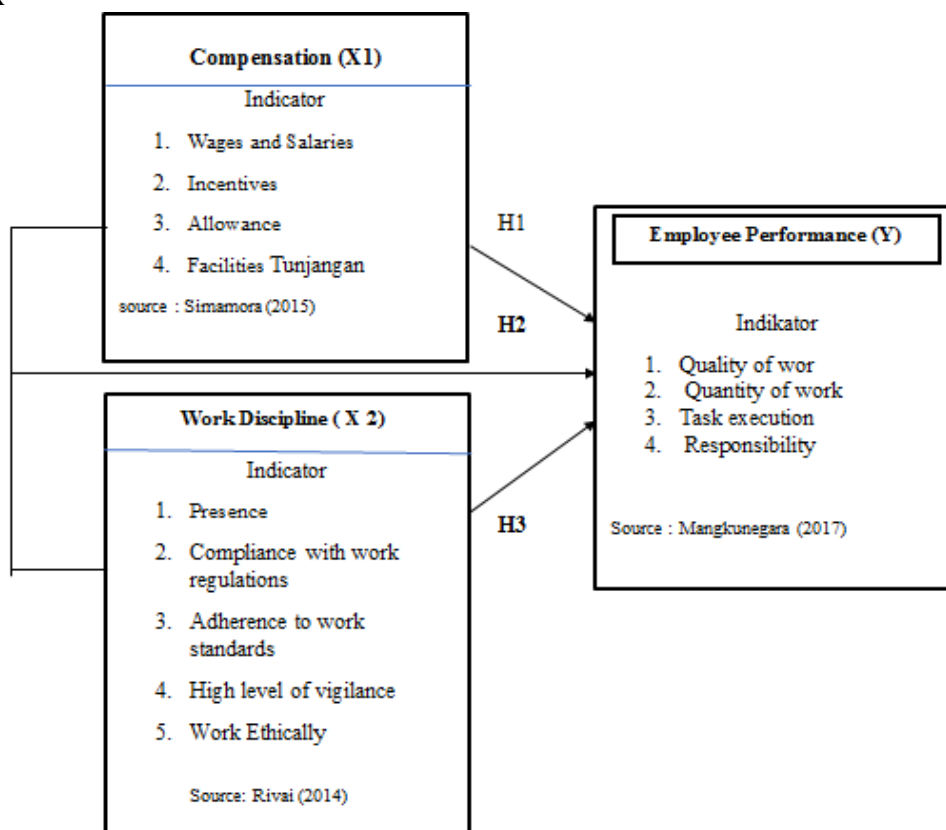 Compensation (X1)
Indicator
1. Wages and Salaries
2. Incentives
3. Allowance
4. Facilities Tunjangan
source : Simamora (2015)
H1
H2
H3
Work Discipline ( X 2)
Indicator
1. Presence
2. Compliance with work
regulations
3. Adherence to work
standards
4. High level of vigilance
5. Work Ethically
Source: Rivai (2014)
Employee Performance (Y)
Indikator
1. Quality of wor
2. Quantity of work
3. Task execution
4. Responsibility
Source : Mangkunegara (2017)